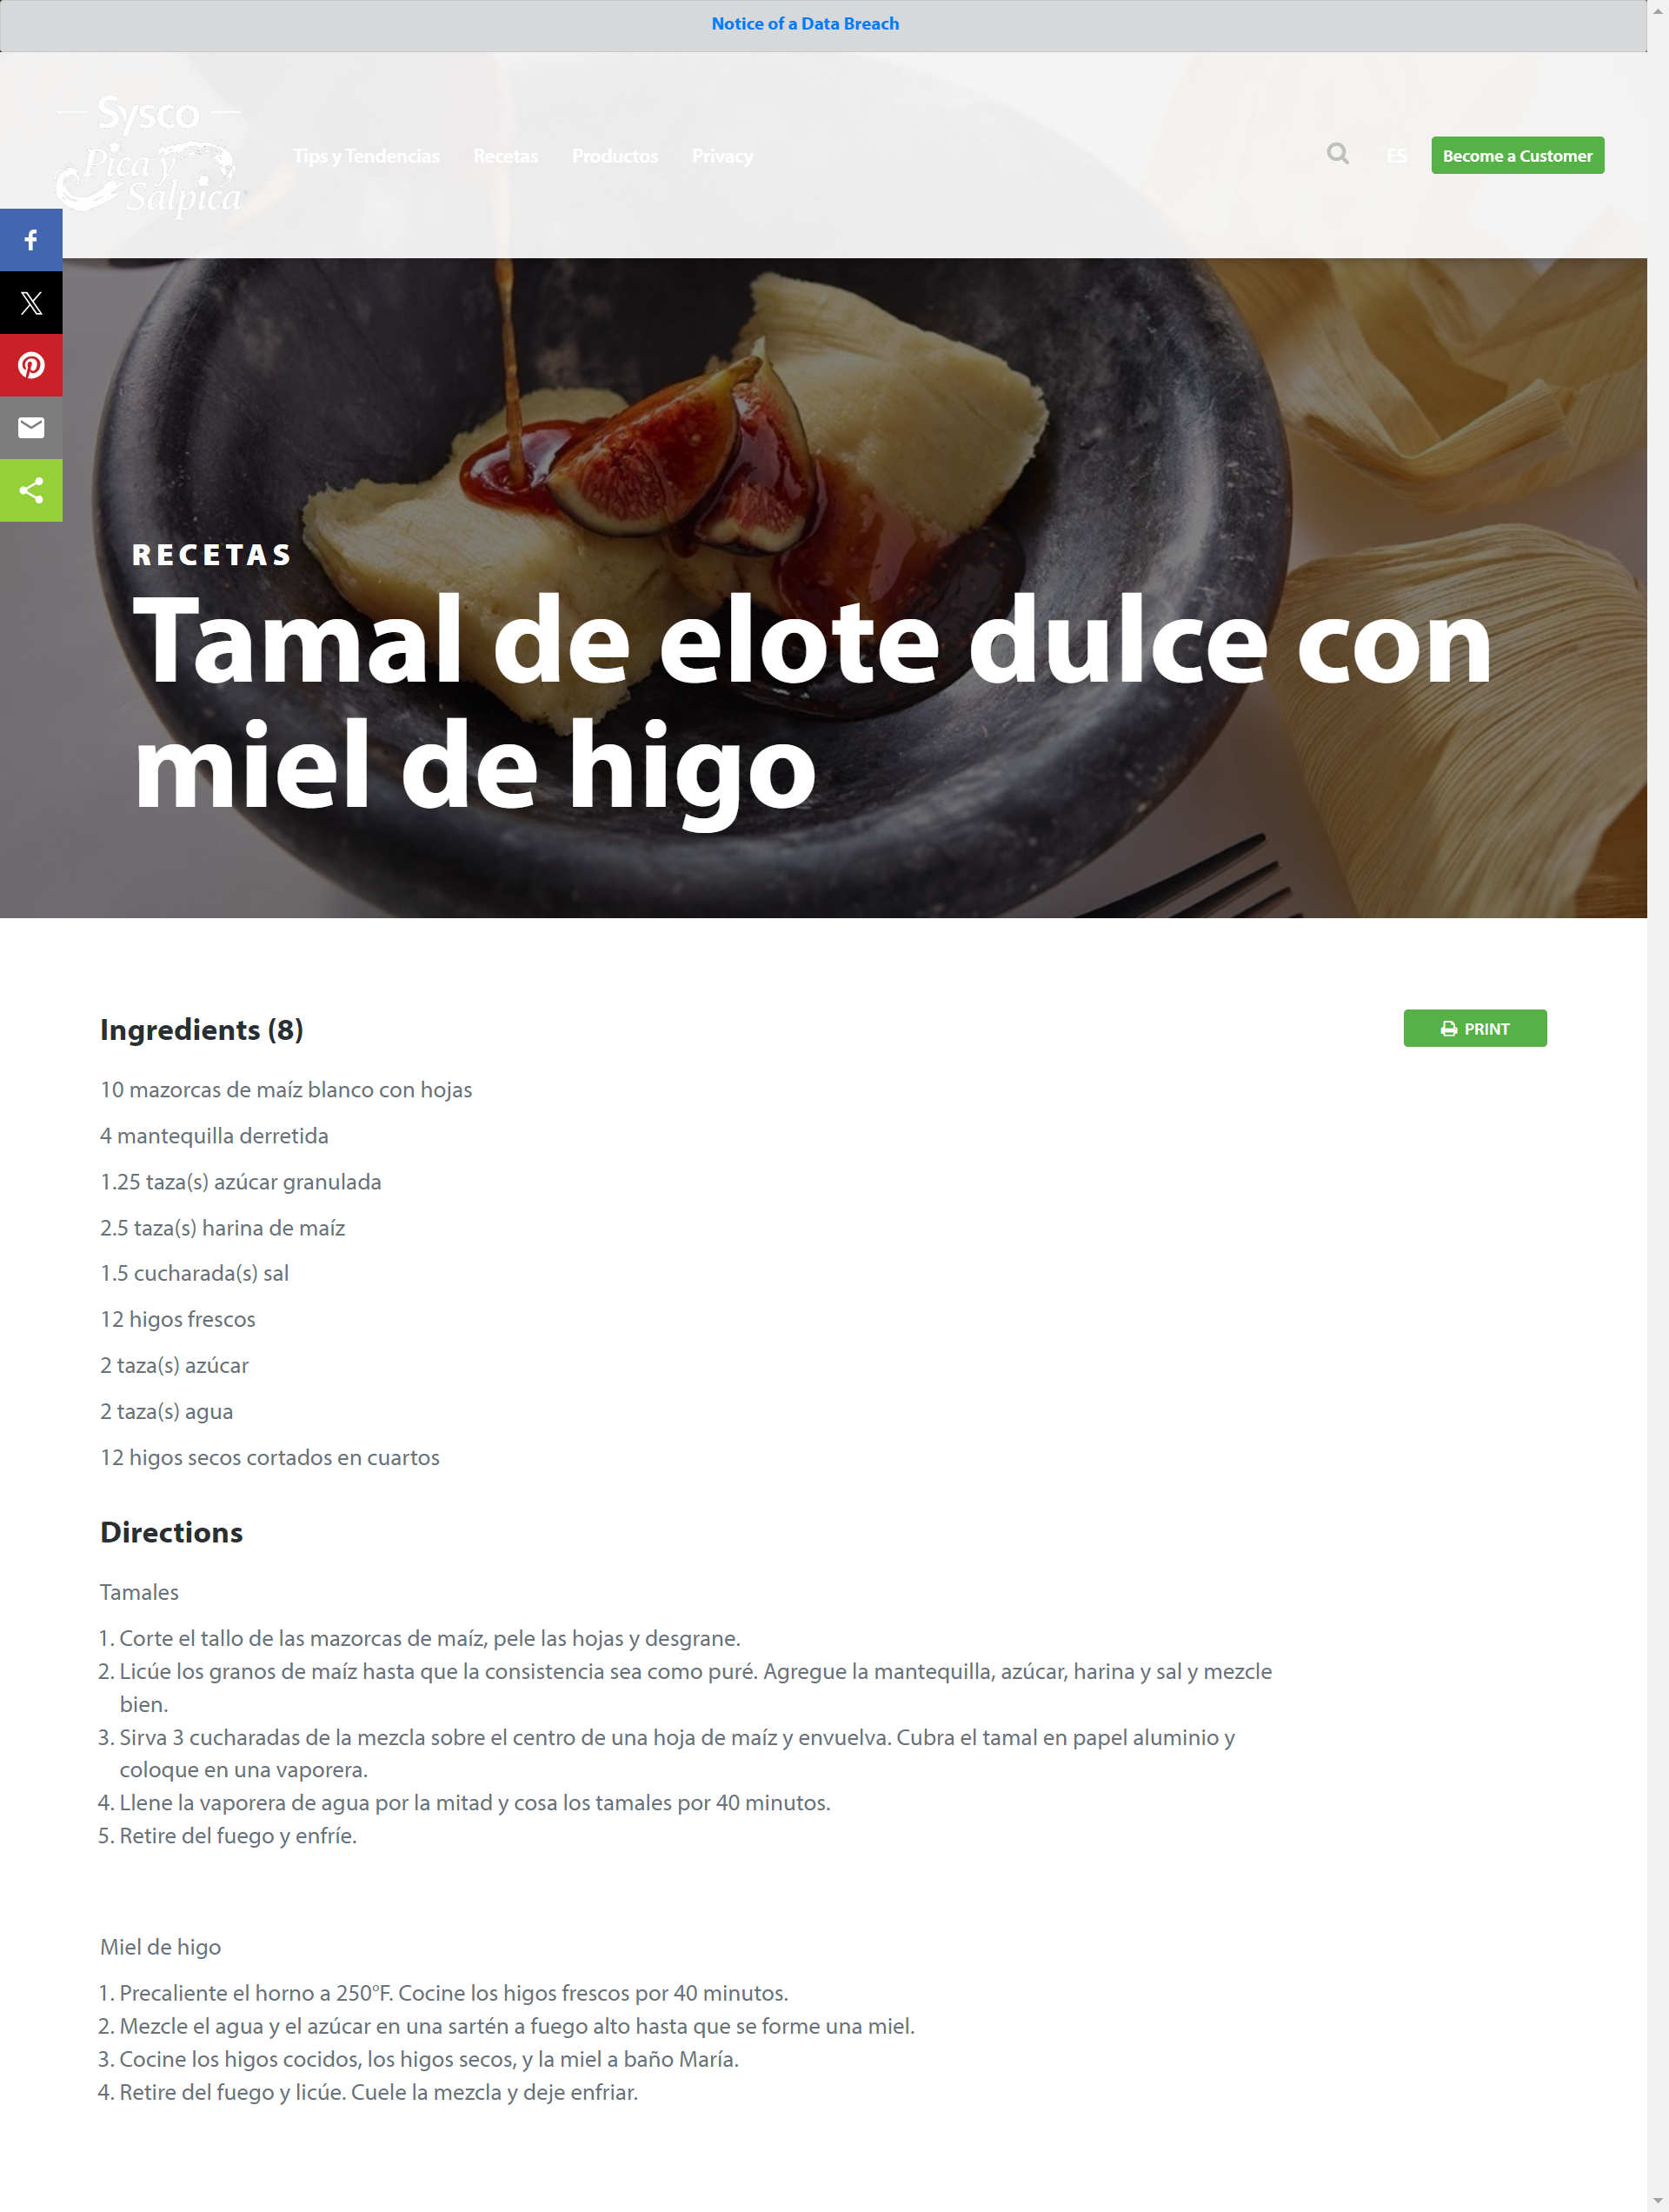 Notice of a Data Breach
Sysco
Pica y
Salpica
Tips y Tendencias
Recetas
Productos
Privacy
ES
Become a Customer
RECETAS
Tamal de elote dulce con
miel de higo
Ingredients (8)
PRINT
10 mazorcas de maíz blanco con hojas
4 mantequilla derretida
1.25 taza(s) azúcar granulada
2.5 taza(s) harina de maíz
1.5 cucharada(s) sal
12 higos frescos
2 taza(s) azúcar
2 taza(s) agua
12 higos secos cortados en cuartos
Directions
Tamales
1. Corte el tallo de las mazorcas de maíz, pele las hojas y desgrane.
2. Licúe los granos de maíz hasta que la consistencia sea como puré. Agregue la mantequilla, azúcar, harina y sal y mezcle
bien.
3. Sirva 3 cucharadas de la mezcla sobre el centro de una hoja de maíz y envuelva. Cubra el tamal en papel aluminio y
coloque en una vaporera.
4. Llene la vaporera de agua por la mitad y cosa los tamales por 40 minutos.
5. Retire del fuego y enfríe.
Miel de higo
1. Precaliente el horno a 250°F. Cocine los higos frescos por 40 minutos.
2. Mezcle el agua y el azúcar en una sartén a fuego alto hasta que se forme una miel.
3. Cocine los higos cocidos, los higos secos, y la miel a baño María.
4. Retire del fuego y licúe. Cuele la mezcla y deje enfriar.